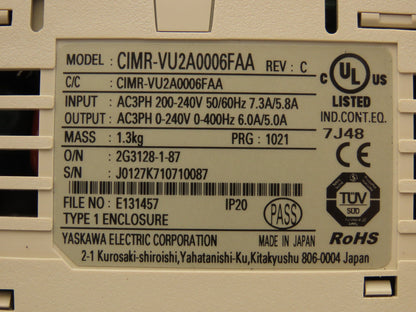 MODEL : CIMR-VU2A0006FAA REV : C
C/C : CIMR-VU2A0006FAA
INPUT : AC3PH 200-240V 50/60Hz 7.3A/5.8A
OUTPUT : AC3PH 0-240V 0-400Hz 6.0A/5.0A
MASS : 1.3kg PRG : 1021
O/N : 2G3128-1-87
S/N : J0127K710710087
FILE NO : E131457 IP20
TYPE 1 ENCLOSURE
PASS
YASKAWA ELECTRIC CORPORATION MADE IN JAPAN
2-1 Kurosaki-shiroishi,Yahatanishi-Ku,Kitakyushu 806-0004 Japan
C UL US
LISTED
IND.CONT.EQ.
7J48
CE
TÜV
SÜD
RoHS